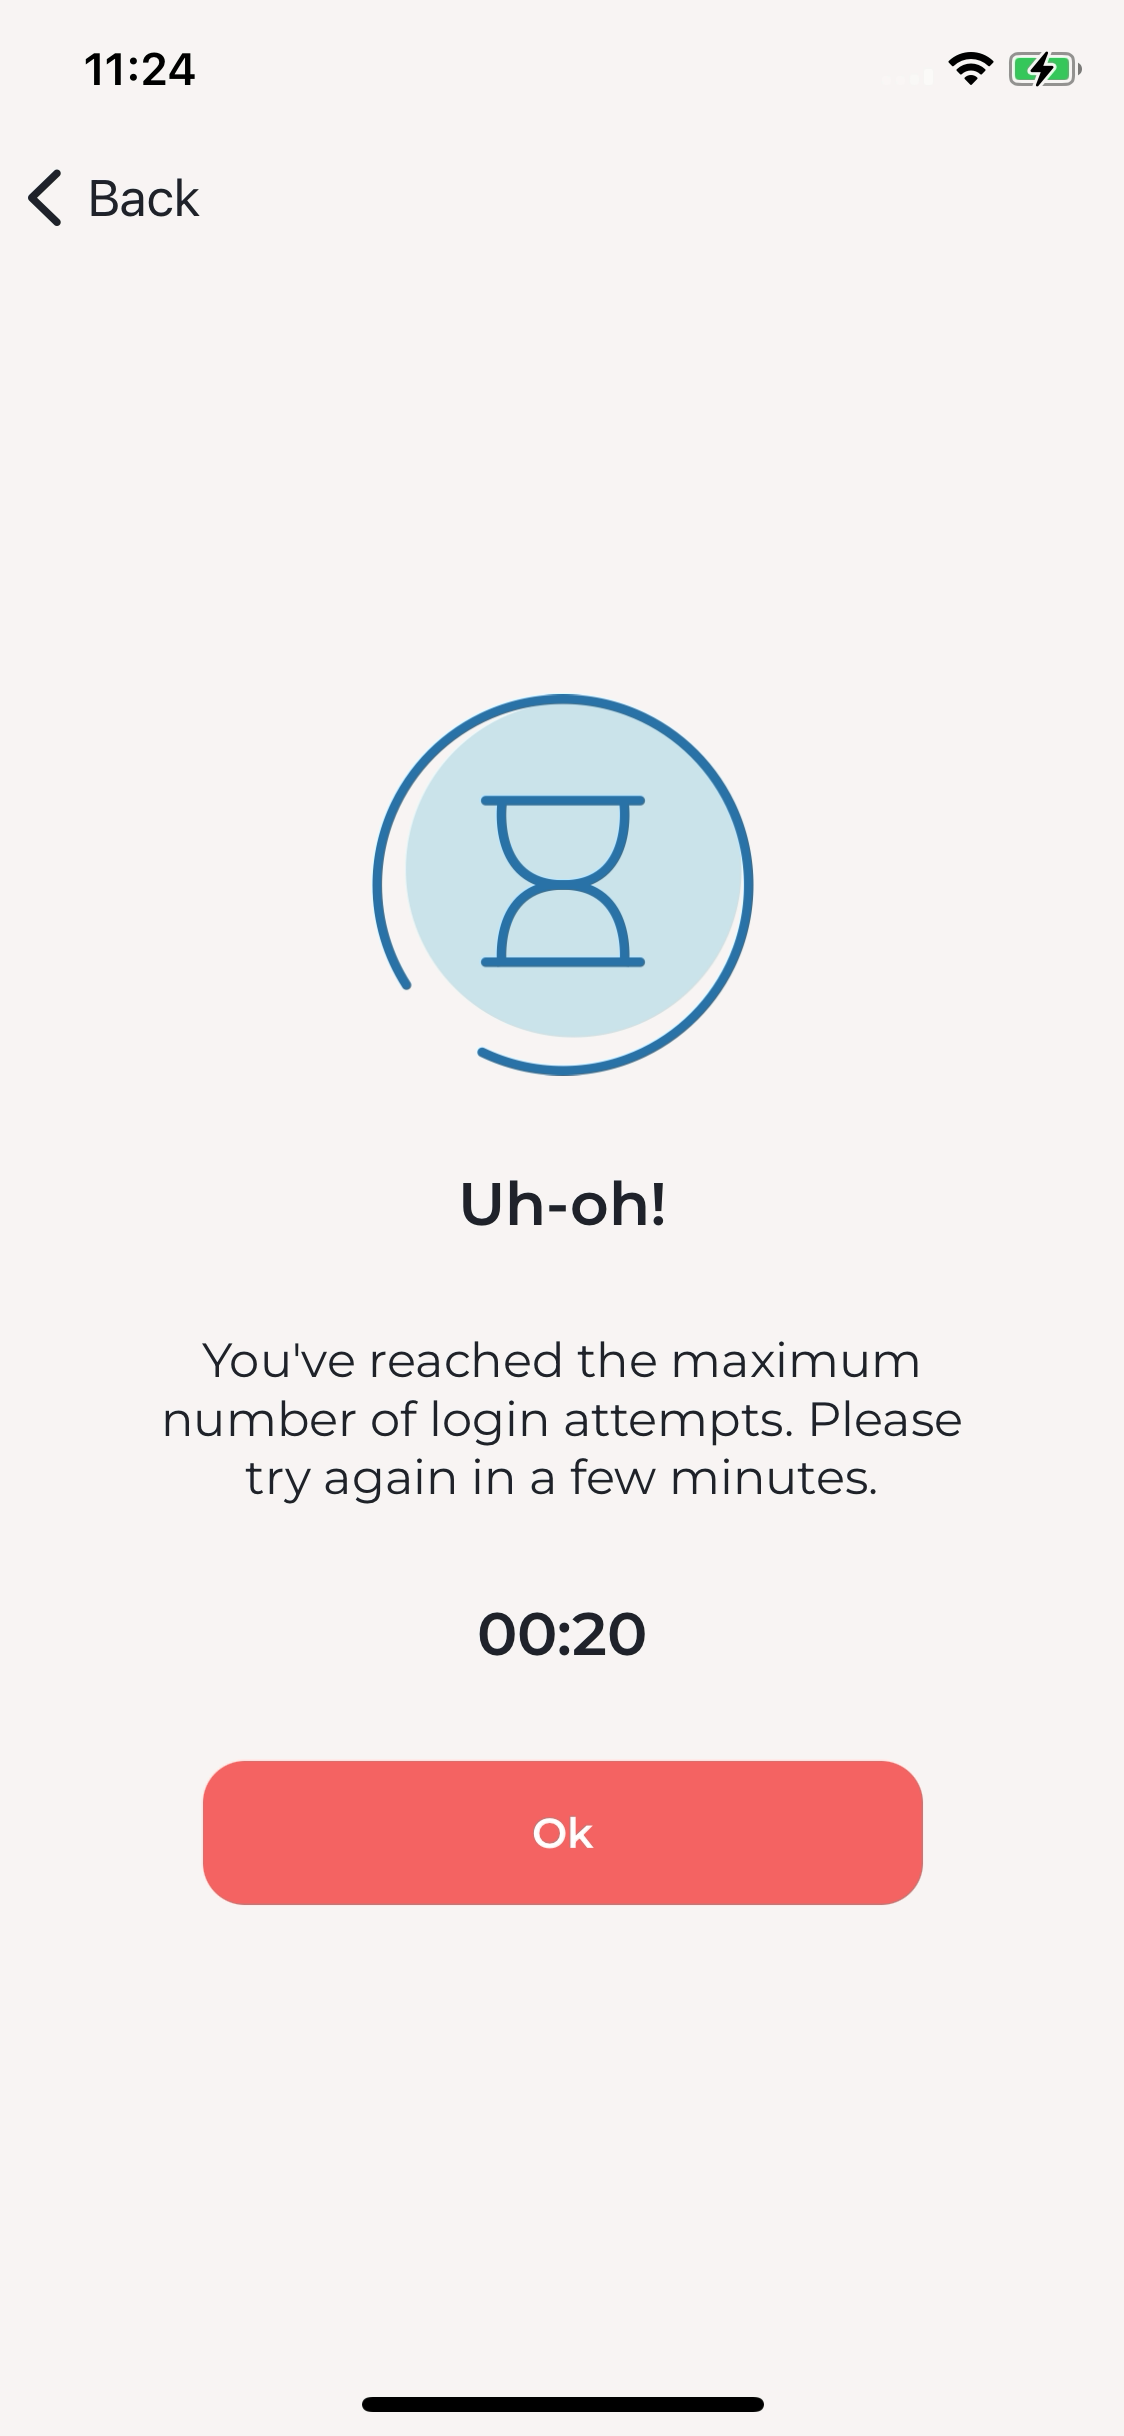 11:24
Back
Uh-oh!
You've reached the maximum
number of login attempts. Please
try again in a few minutes.
00:20
Ok